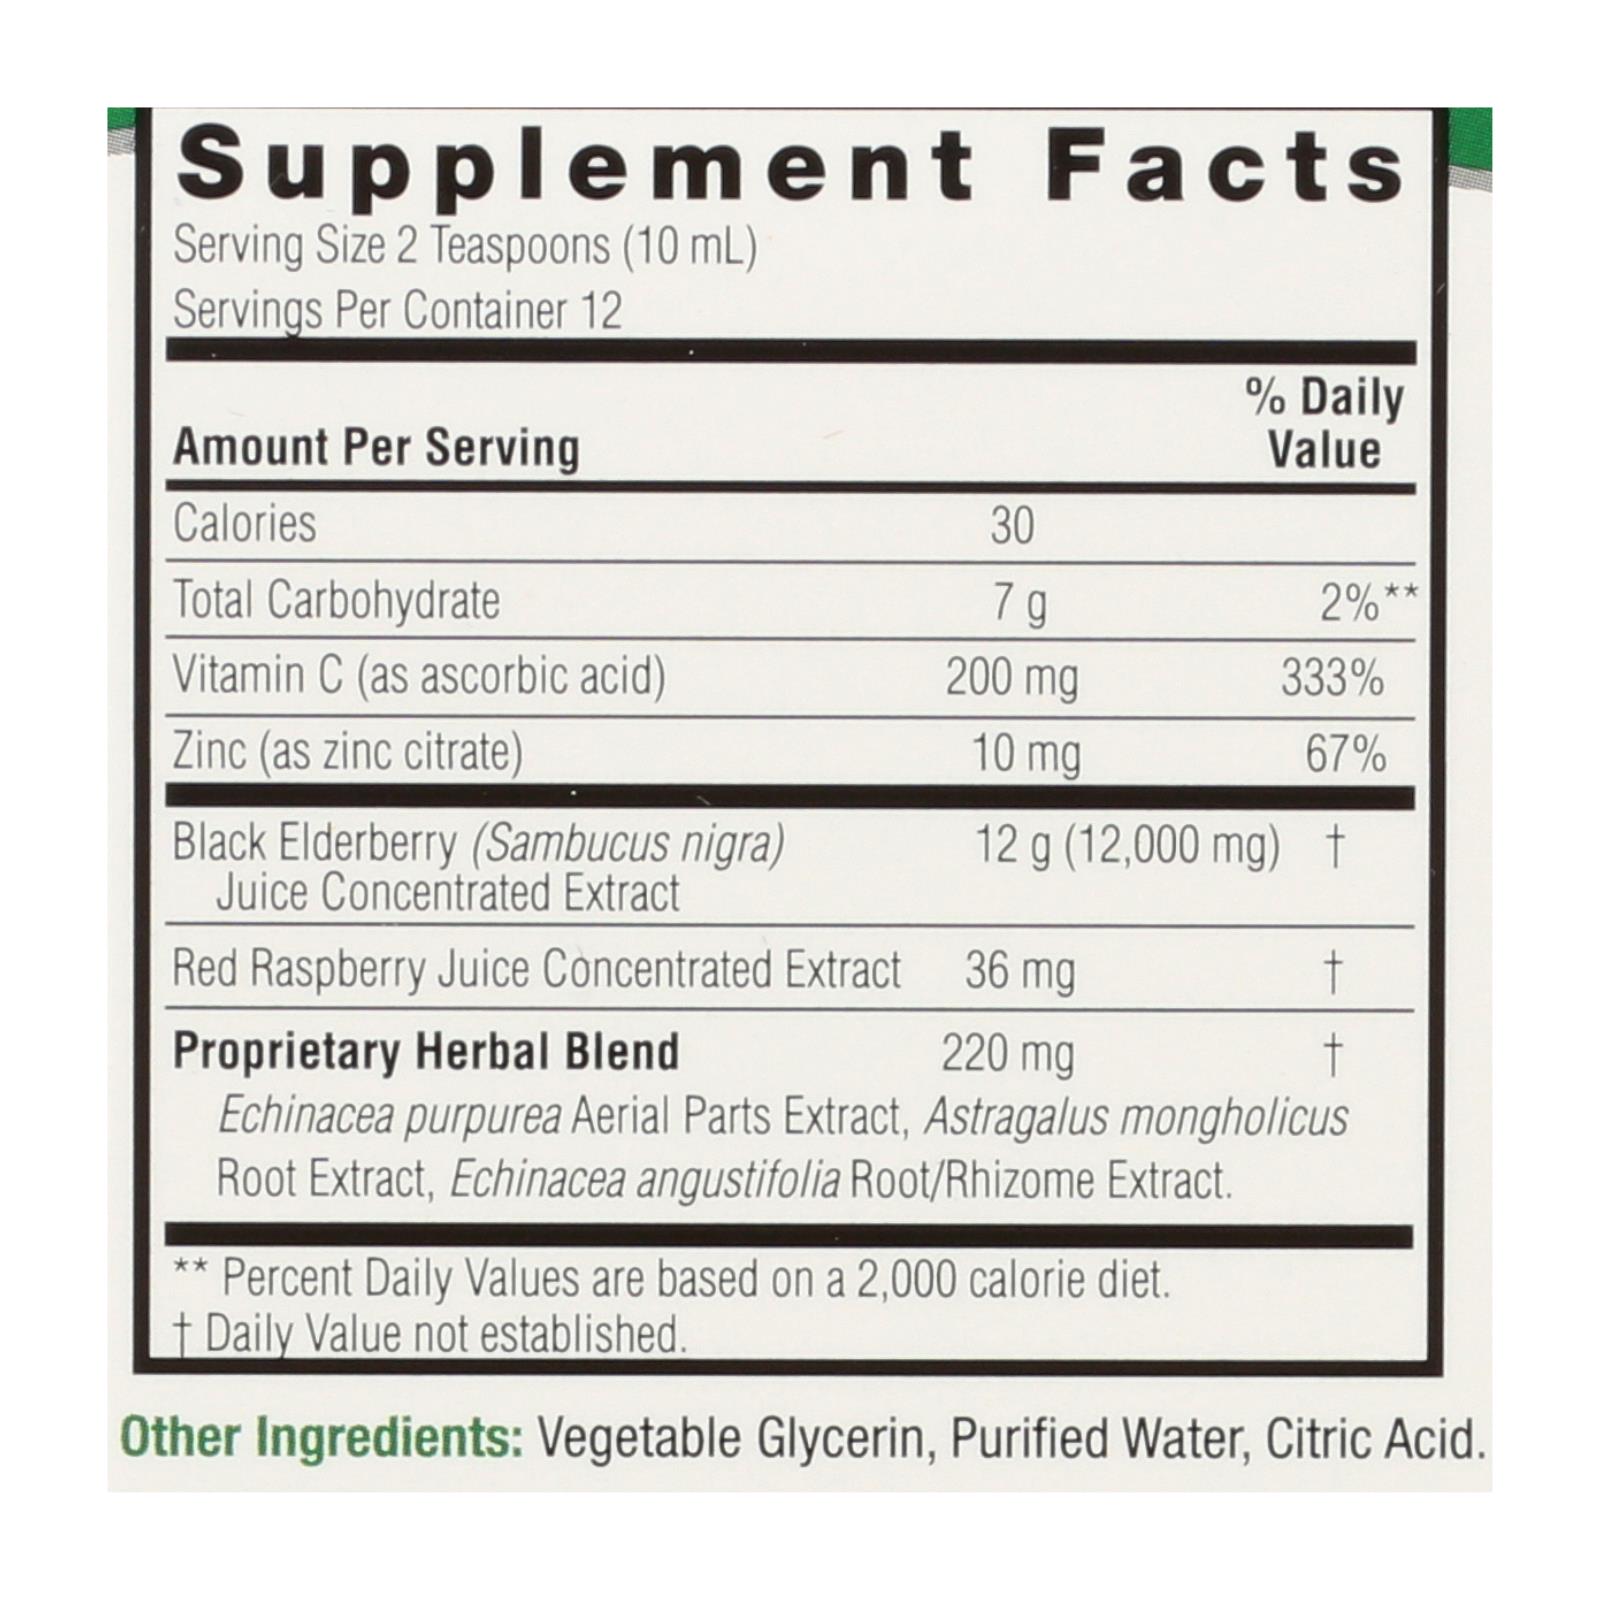 Supplement Facts
Serving Size 2 Teaspoons (10 mL)
Servings Per Container 12
% Daily
Amount Per Serving Value
Calories 30
Total Carbohydrate 7 g 2%**
Vitamin C (as ascorbic acid) 200 mg 333%
Zinc (as zinc citrate) 10 mg 67%
Black Elderberry (Sambucus nigra) 12 g (12,000 mg) †
Juice Concentrated Extract
Red Raspberry Juice Concentrated Extract 36 mg †
Proprietary Herbal Blend 220 mg †
Echinacea purpurea Aerial Parts Extract, Astragalus mongholicus
Root Extract, Echinacea angustifolia Root/Rhizome Extract.
** Percent Daily Values are based on a 2,000 calorie diet.
† Daily Value not established.
Other Ingredients: Vegetable Glycerin, Purified Water, Citric Acid.